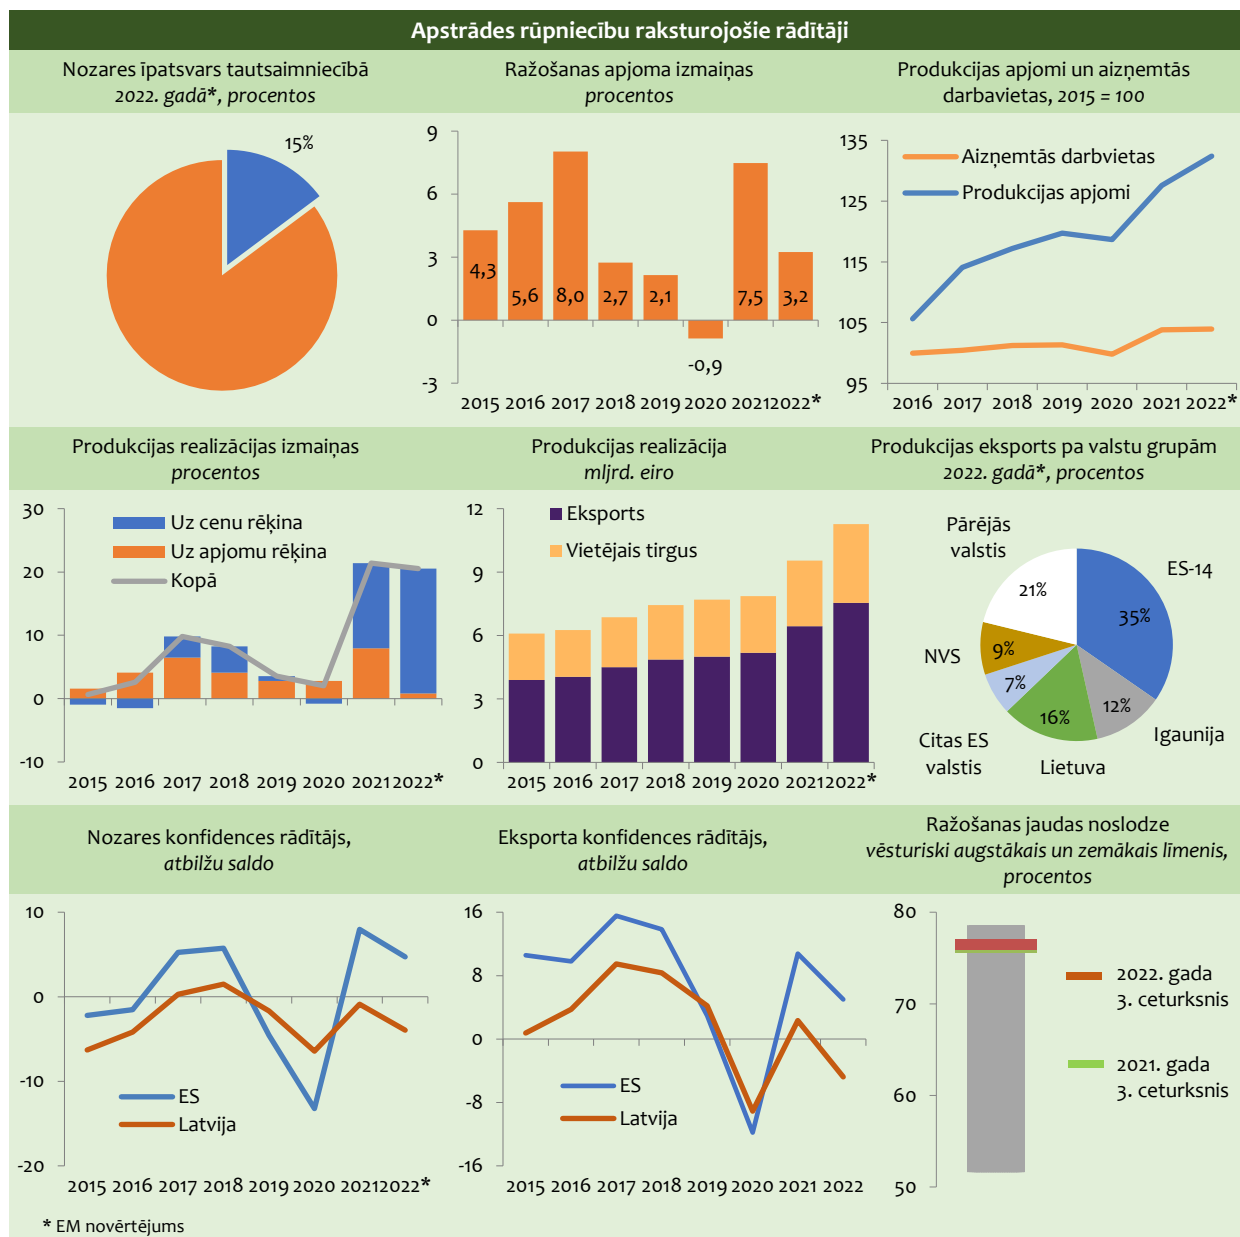 Apstrādes rūpniecību raksturojošie rādītāji
Nozares īpatsvars tautsaimniecībā
2022. gadā*, procentos
15%
Ražošanas apjoma izmaiņas
procentos
9
6
3
0
-3
4,3
5,6
8,0
2,7
2,1
-0,9
7,5
3,2
2015 2016 2017 2018 2019 2020 2021 2022*
Produkcijas apjomi un aizņemtās
darbavietas, 2015 = 100
135
125
115
105
95
Aizņemtās darbvietas
Produkcijas apjomi
2016 2017 2018 2019 2020 2021 2022*
Produkcijas realizācijas izmaiņas
procentos
30
20
10
0
-10
Uz cenu rēķina
Uz apjomu rēķina
Kopā
2015 2016 2017 2018 2019 2020 2021 2022*
Produkcijas realizācija
mljrd. eiro
12
9
6
3
0
Eksports
Vietējais tirgus
2015 2016 2017 2018 2019 2020 2021 2022*
Produkcijas eksports pa valstu grupām
2022. gadā*, procentos
Pārējās
valstis
21%
ES-14
35%
NVS
9%
7%
16%
12%
Citas ES
valstis
Lietuva
Igaunija
Nozares konfidences rādītājs,
atbilžu saldo
10
0
-10
-20
ES
Latvija
2015 2016 2017 2018 2019 2020 2021 2022*
Eksporta konfidences rādītājs,
atbilžu saldo
16
8
0
-8
-16
ES
Latvija
2015 2016 2017 2018 2019 2020 2021 2022
Ražošanas jaudas noslodze
vēsturiski augstākais un zemākais līmenis,
procentos
80
70
60
50
2022. gada
3. ceturksnis
2021. gada
3. ceturksnis
* EM novērtējums